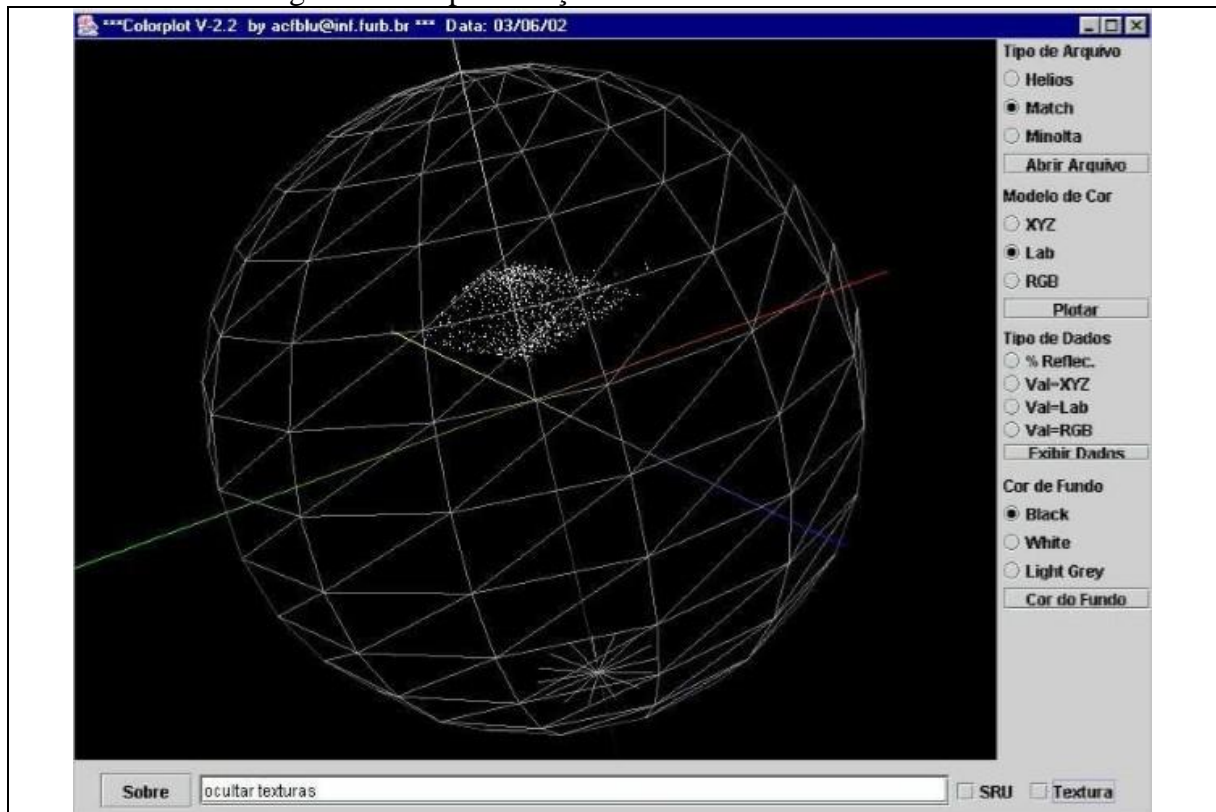 ***Colorplot V-2.2 by acfblu@inf.furb.br *** Data: 03/06/02
Tipo de Arquivo
Helios
Match
Minolta
Abrir Arquivo
Modelo de Cor
XYZ
Lab
RGB
Plotar
Tipo de Dados
% Reflec.
Val=XYZ
Val=Lab
Val=RGB
Exibir Dados
Cor de Fundo
Black
White
Light Grey
Cor do Fundo
Sobre
ocultar texturas
SRU
Textura